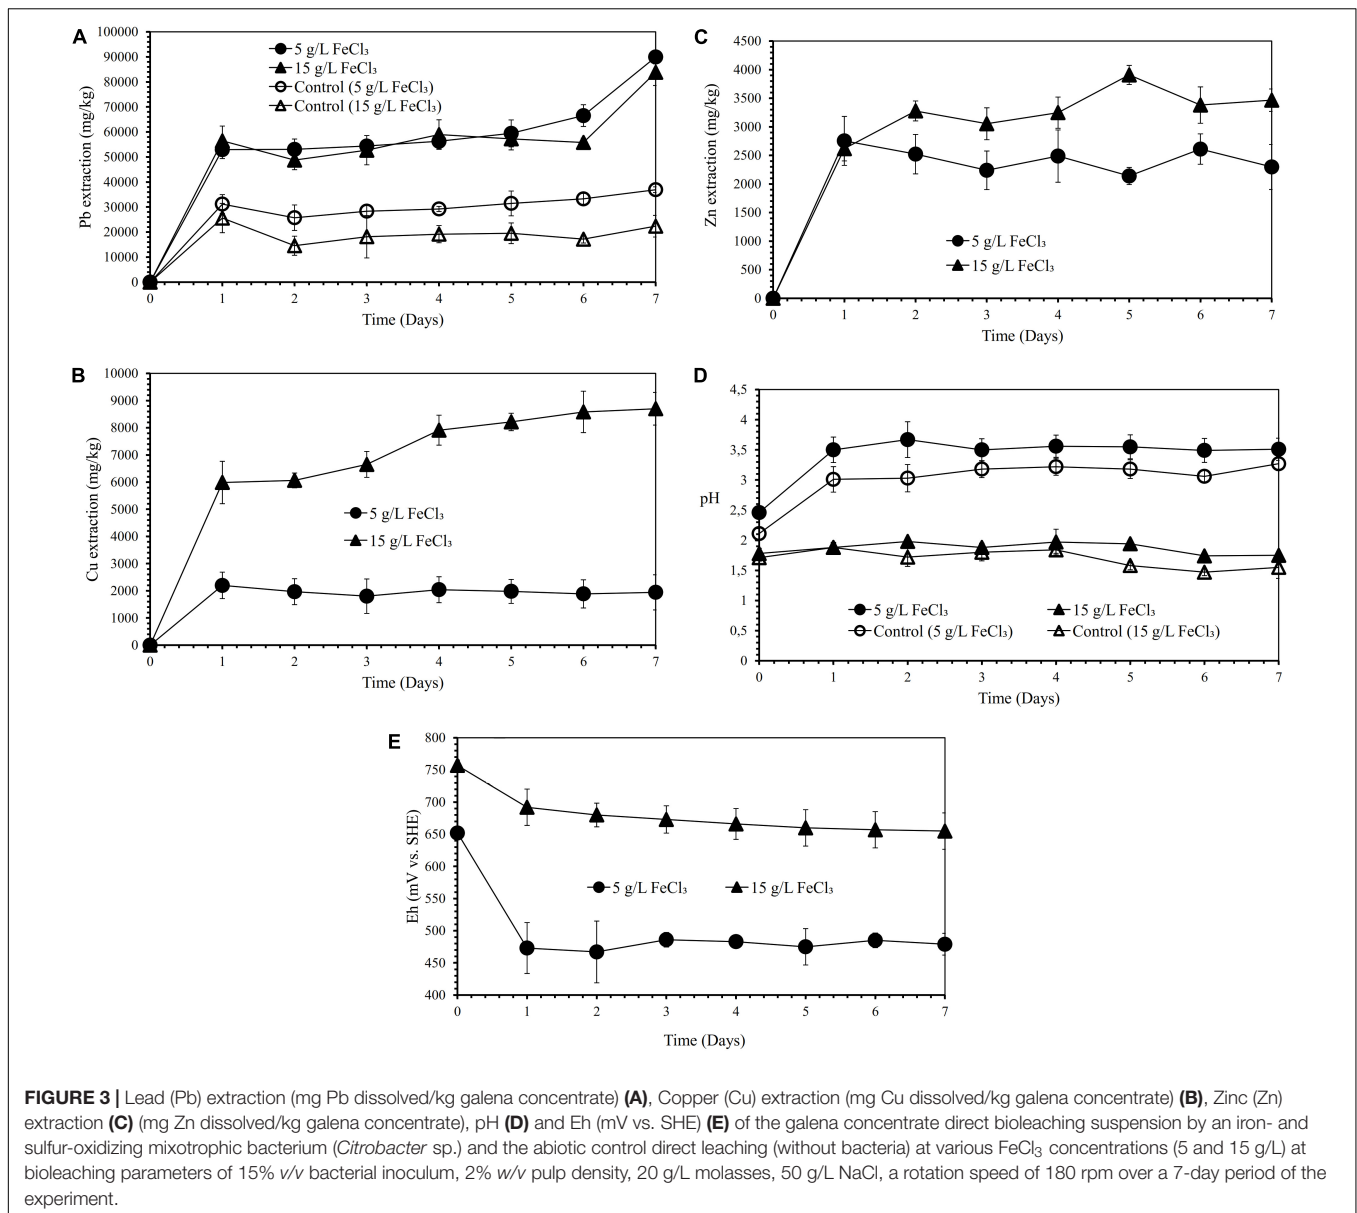 A
100000
90000
80000
70000
60000
50000
40000
30000
20000
10000
0
Pb extraction (mg/kg)
5 g/L FeCl₃
15 g/L FeCl₃
Control (5 g/L FeCl₃)
Control (15 g/L FeCl₃)
0 1 2 3 4 5 6 7
Time (Days)
C
4500
4000
3500
3000
2500
2000
1500
1000
500
0
Zn extraction (mg/kg)
5 g/L FeCl₃
15 g/L FeCl₃
0 1 2 3 4 5 6 7
Time (Days)
B
10000
9000
8000
7000
6000
5000
4000
3000
2000
1000
0
Cu extraction (mg/kg)
5 g/L FeCl₃
15 g/L FeCl₃
0 1 2 3 4 5 6 7
Time (Days)
D
4,5
4
3,5
3
2,5
2
1,5
1
0,5
0
pH
5 g/L FeCl₃ 15 g/L FeCl₃
Control (5 g/L FeCl₃) Control (15 g/L FeCl₃)
0 1 2 3 4 5 6 7
Time (Days)
E
800
750
700
650
600
550
500
450
400
Eh (mV vs. SHE)
5 g/L FeCl₃ 15 g/L FeCl₃
0 1 2 3 4 5 6 7
Time (Days)
FIGURE 3 | Lead (Pb) extraction (mg Pb dissolved/kg galena concentrate) (A), Copper (Cu) extraction (mg Cu dissolved/kg galena concentrate) (B), Zinc (Zn)
extraction (C) (mg Zn dissolved/kg galena concentrate), pH (D) and Eh (mV vs. SHE) (E) of the galena concentrate direct bioleaching suspension by an iron- and
sulfur-oxidizing mixotrophic bacterium (Citrobacter sp.) and the abiotic control direct leaching (without bacteria) at various FeCl₃ concentrations (5 and 15 g/L) at
bioleaching parameters of 15% v/v bacterial inoculum, 2% w/v pulp density, 20 g/L molasses, 50 g/L NaCl, a rotation speed of 180 rpm over a 7-day period of the
experiment.